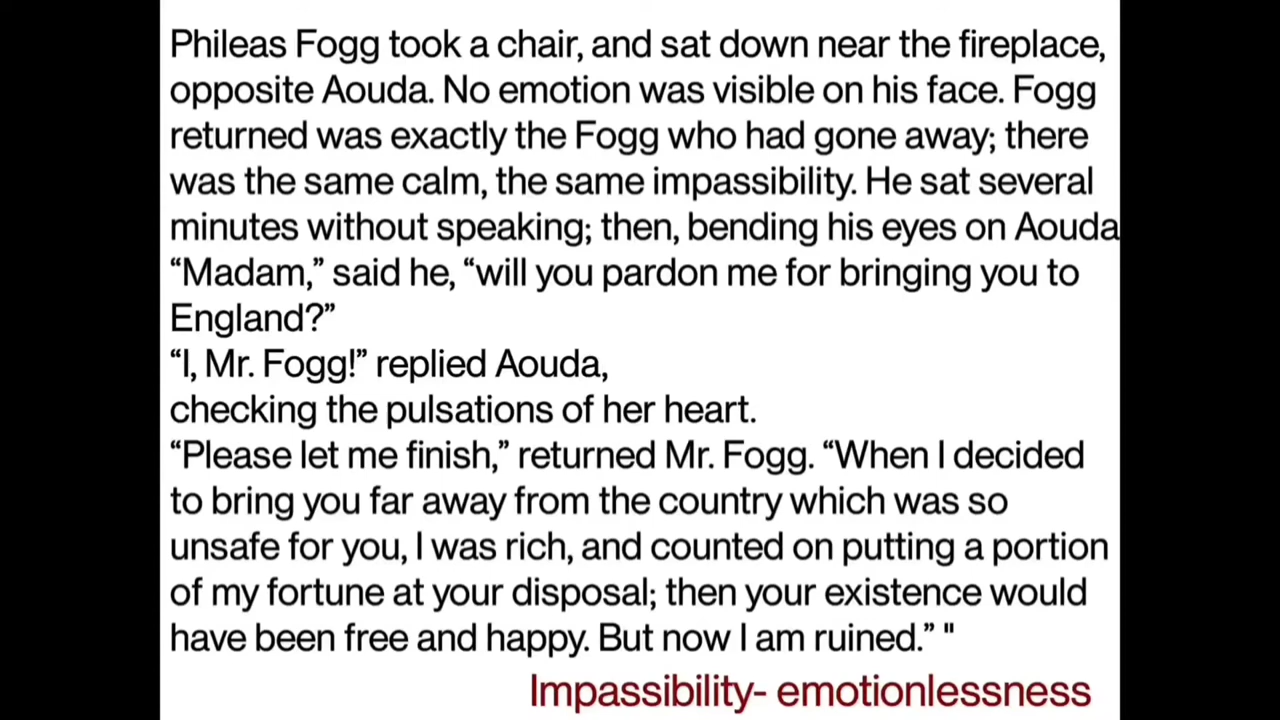 Phileas Fogg took a chair, and sat down near the fireplace,
opposite Aouda. No emotion was visible on his face. Fogg
returned was exactly the Fogg who had gone away; there
was the same calm, the same impassibility. He sat several
minutes without speaking; then, bending his eyes on Aouda
“Madam,” said he, “will you pardon me for bringing you to
England?”
“I, Mr. Fogg!” replied Aouda,
checking the pulsations of her heart.
“Please let me finish,” returned Mr. Fogg. “When I decided
to bring you far away from the country which was so
unsafe for you, I was rich, and counted on putting a portion
of my fortune at your disposal; then your existence would
have been free and happy. But now I am ruined.” "
Impassibility- emotionlessness